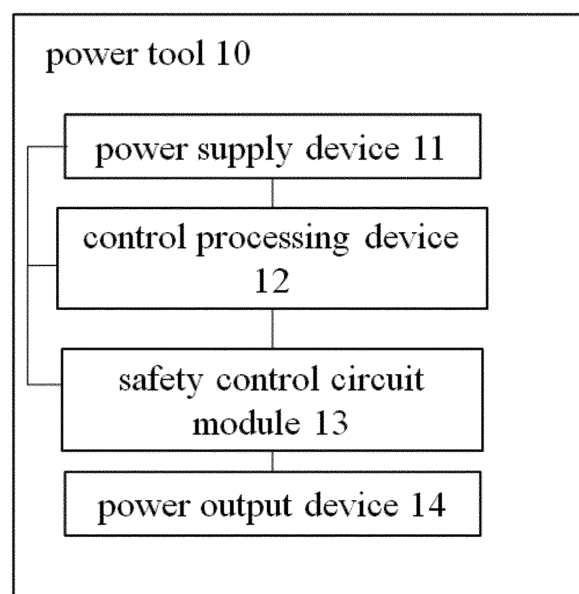 power tool 10
power supply device 11
control processing device
12
safety control circuit
module 13
power output device 14